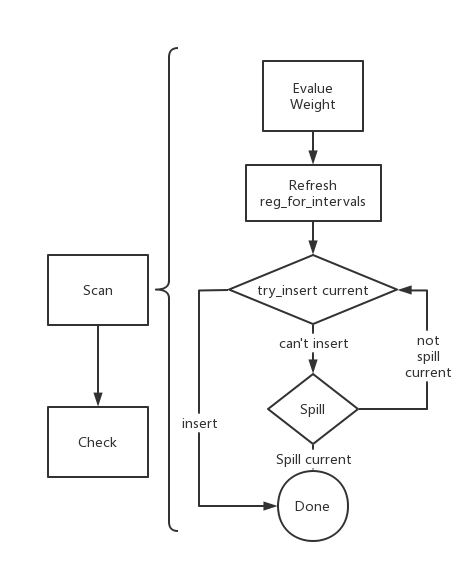 Evalue
Weight
Refresh
reg_for_intervals
Scan
try_insert current
can't insert
not
spill
current
Spill
insert
Check
Spill current
Done